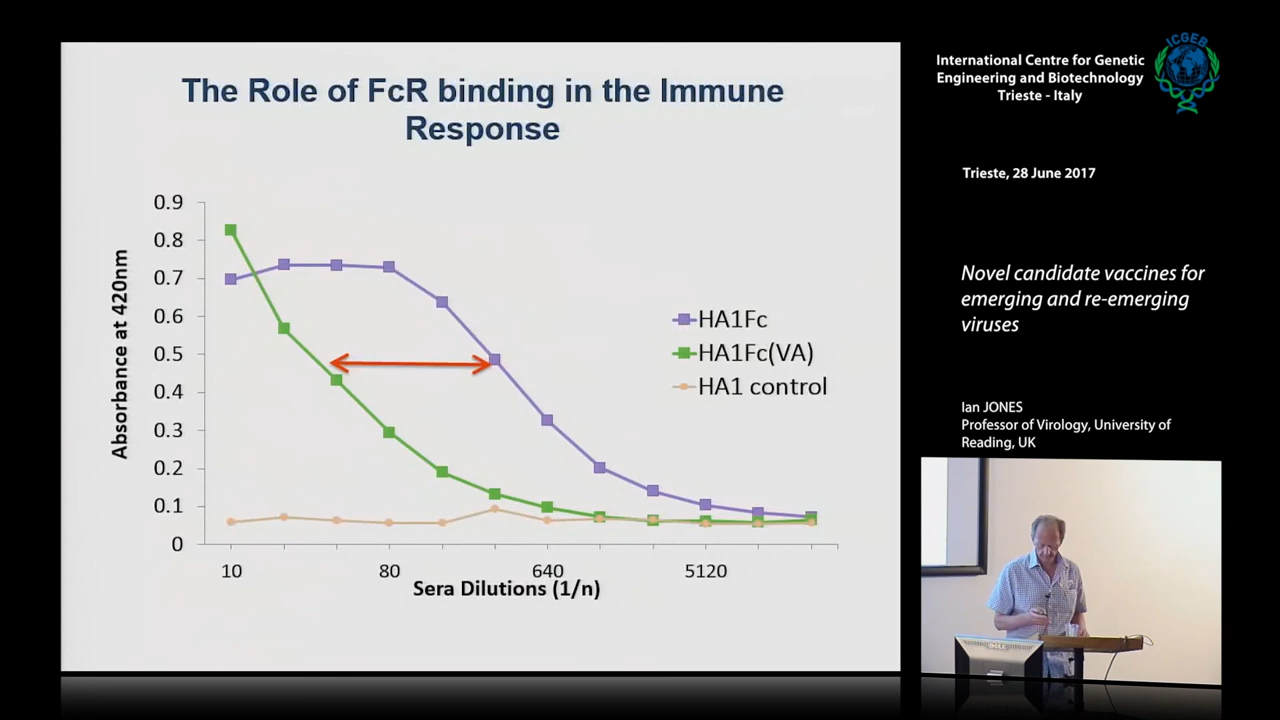 The Role of FcR binding in the Immune
Response
Absorbance at 420nm
0.9
0.8
0.7
0.6
0.5
0.4
0.3
0.2
0.1
0
10
80
640
5120
Sera Dilutions (1/n)
HA1Fc
HA1Fc(VA)
HA1 control
International Centre for Genetic
Engineering and Biotechnology
Trieste - Italy
ICGEB
Trieste, 28 June 2017
Novel candidate vaccines for
emerging and re-emerging
viruses
Ian JONES
Professor of Virology, University of
Reading, UK